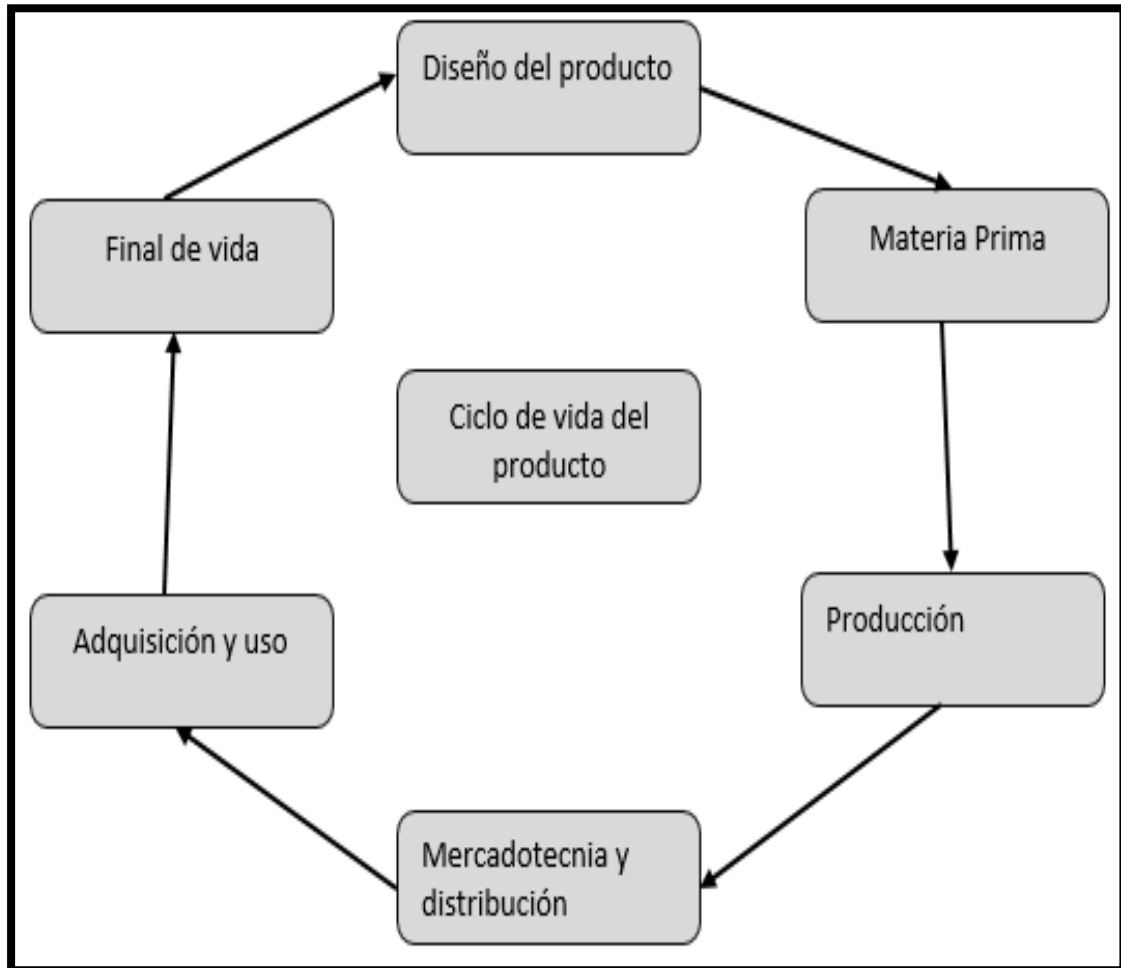 Diseño del producto
Materia Prima
Producción
Mercadotecnia y
distribución
Adquisición y uso
Final de vida
Ciclo de vida del
producto